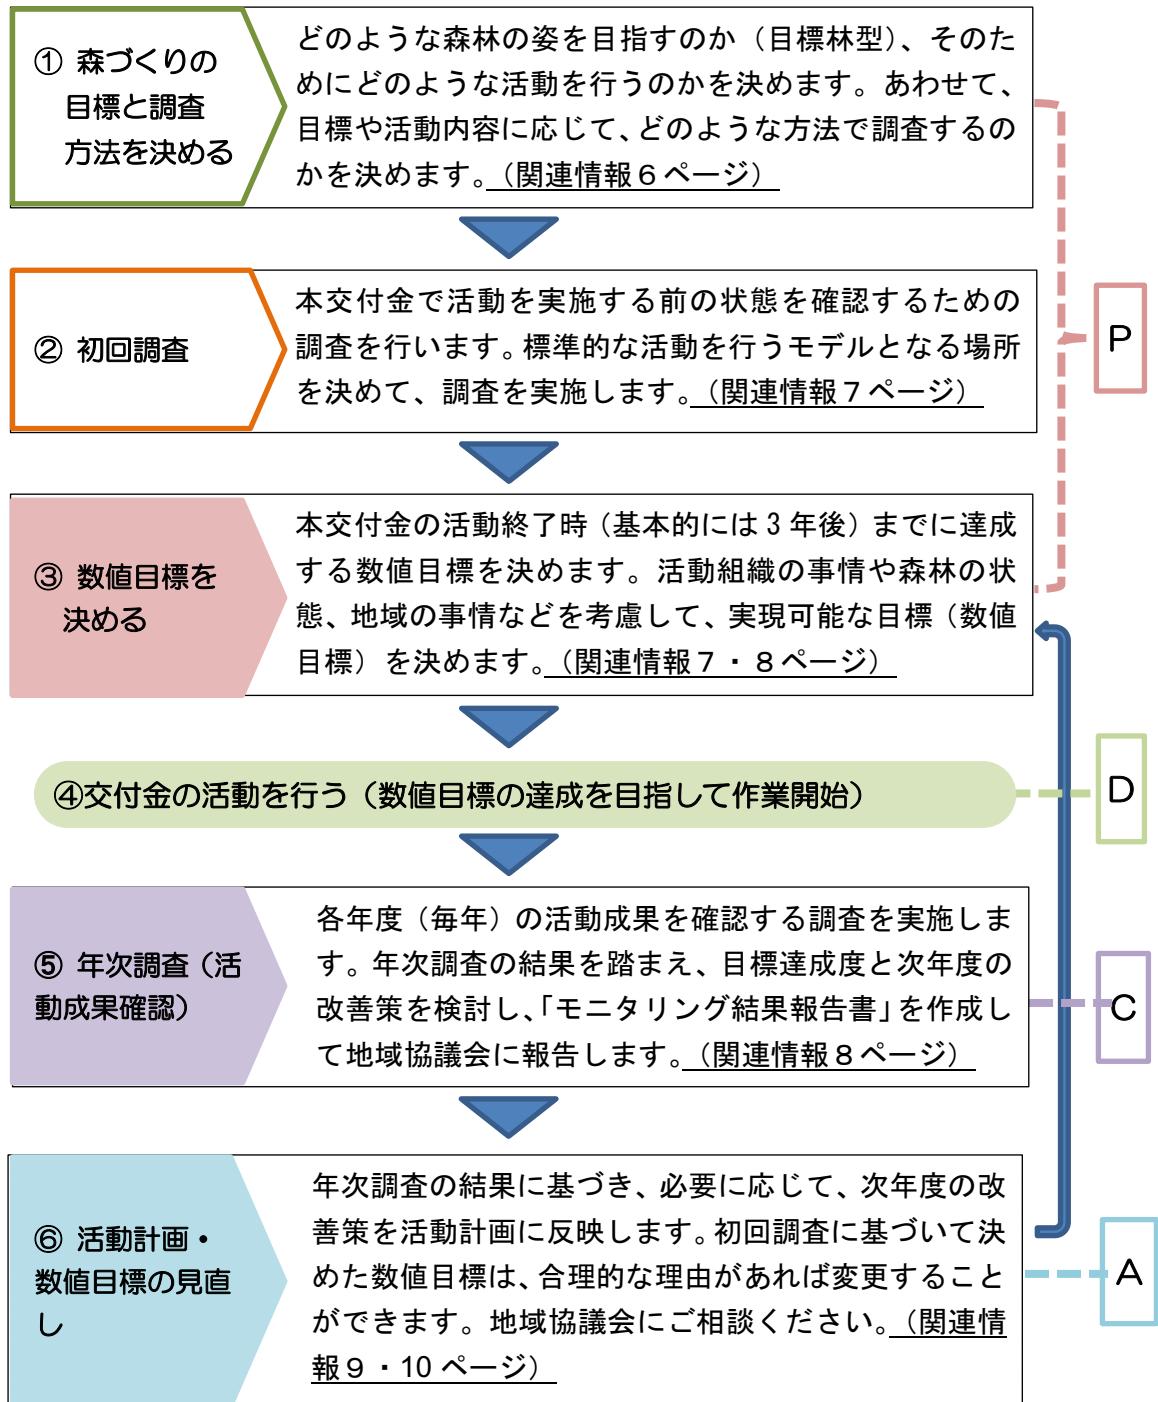 ① 森づくりの
目標と調査
方法を決める
どのような森林の姿を目指すのか（目標林型）、そのた
めにどのような活動を行うのかを決めます。あわせて、
目標や活動内容に応じて、どのような方法で調査するの
かを決めます。（関連情報６ページ）
② 初回調査
本交付金で活動を実施する前の状態を確認するための
調査を行います。標準的な活動を行うモデルとなる場所
を決めて、調査を実施します。（関連情報７ページ）
P
③ 数値目標を
決める
本交付金の活動終了時（基本的には 3 年後）までに達成
する数値目標を決めます。活動組織の事情や森林の状
態、地域の事情などを考慮して、実現可能な目標（数値
目標）を決めます。（関連情報７・８ページ）
④交付金の活動を行う（数値目標の達成を目指して作業開始）
D
⑤ 年次調査（活
動成果確認）
各年度（毎年）の活動成果を確認する調査を実施しま
す。年次調査の結果を踏まえ、目標達成度と次年度の
改善策を検討し、「モニタリング結果報告書」を作成し
て地域協議会に報告します。（関連情報８ページ）
C
⑥ 活動計画・
数値目標の見直
し
年次調査の結果に基づき、必要に応じて、次年度の改
善策を活動計画に反映します。初回調査に基づいて決
めた数値目標は、合理的な理由があれば変更すること
ができます。地域協議会にご相談ください。（関連情
報９・10 ページ）
A